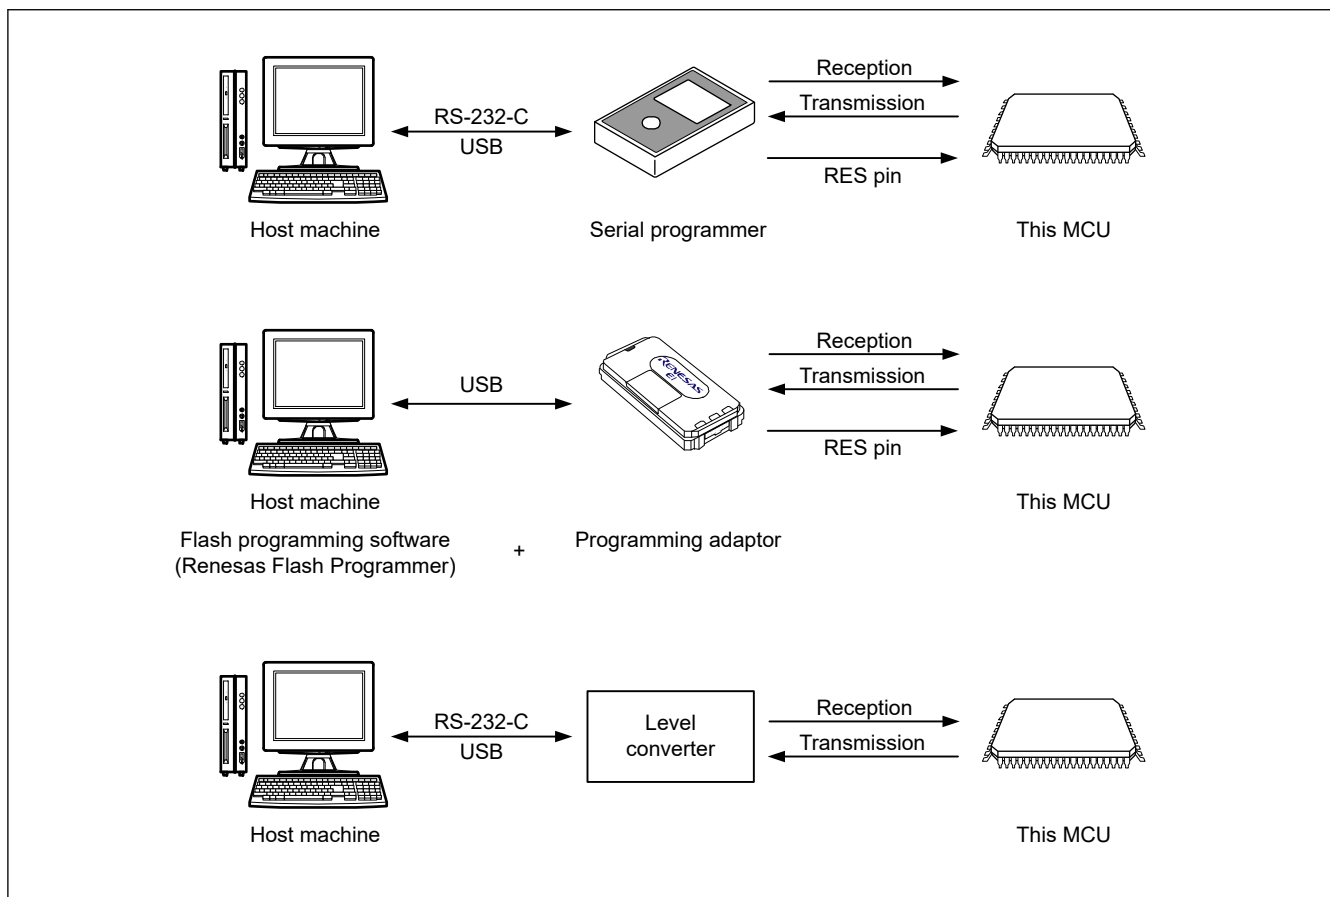 Reception
RS-232-C
Transmission
USB
RES pin
Host machine
Serial programmer
This MCU
Reception
USB
Transmission
RENESAS
E1
RES pin
Host machine
This MCU
Flash programming software
+
Programming adaptor
(Renesas Flash Programmer)
Reception
RS-232-C
Level
Transmission
USB
converter
Host machine
This MCU